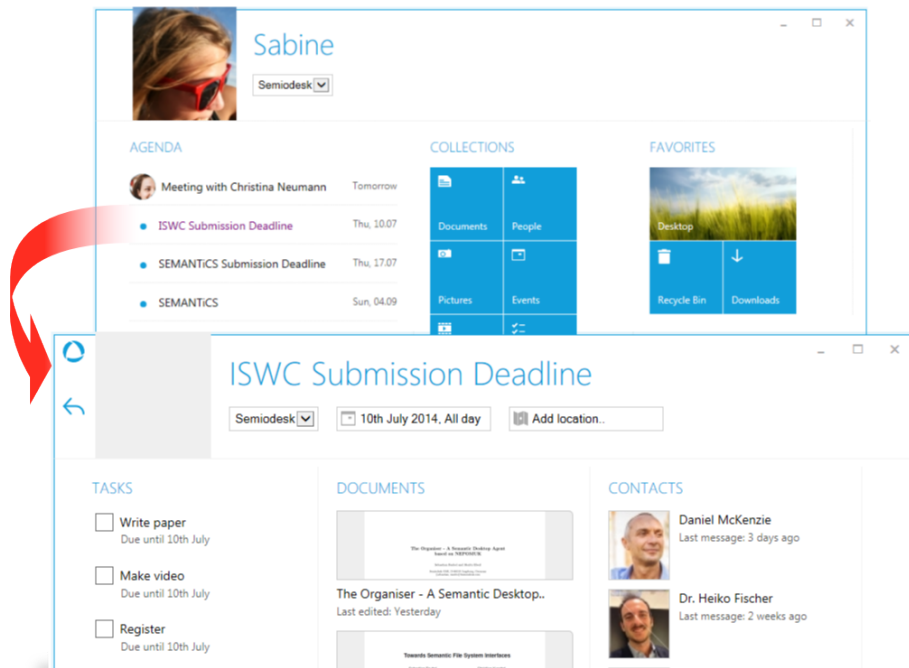 Sabine
Semiodesk
AGENDA
Meeting with Christina Neumann Tomorrow
ISWC Submission Deadline Thu, 10.07
SEMANTiCS Submission Deadline Thu, 17.07
SEMANTiCS Sun, 04.09
COLLECTIONS
Documents People
Pictures Events
FAVORITES
Desktop
Recycle Bin Downloads
ISWC Submission Deadline
Semiodesk 10th July 2014, All day Add location..
TASKS
Write paper
Due until 10th July
Make video
Due until 10th July
Register
Due until 10th July
DOCUMENTS
The Organiser - A Semantic Desktop Agent
based on NEPOMUK
The Organiser - A Semantic Desktop..
Last edited: Yesterday
Towards Semantic File System Interfaces
CONTACTS
Daniel McKenzie
Last message: 3 days ago
Dr. Heiko Fischer
Last message: 2 weeks ago